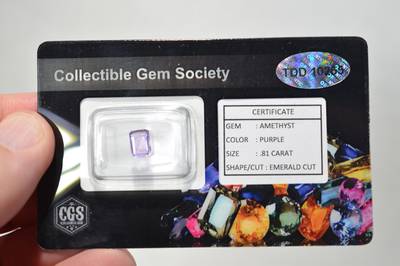 Collectible Gem Society
CERTIFICATE
GEM : AMETHYST
COLOR : PURPLE
SIZE : .81 CARAT
SHAPE/CUT : EMERALD CUT
CGS